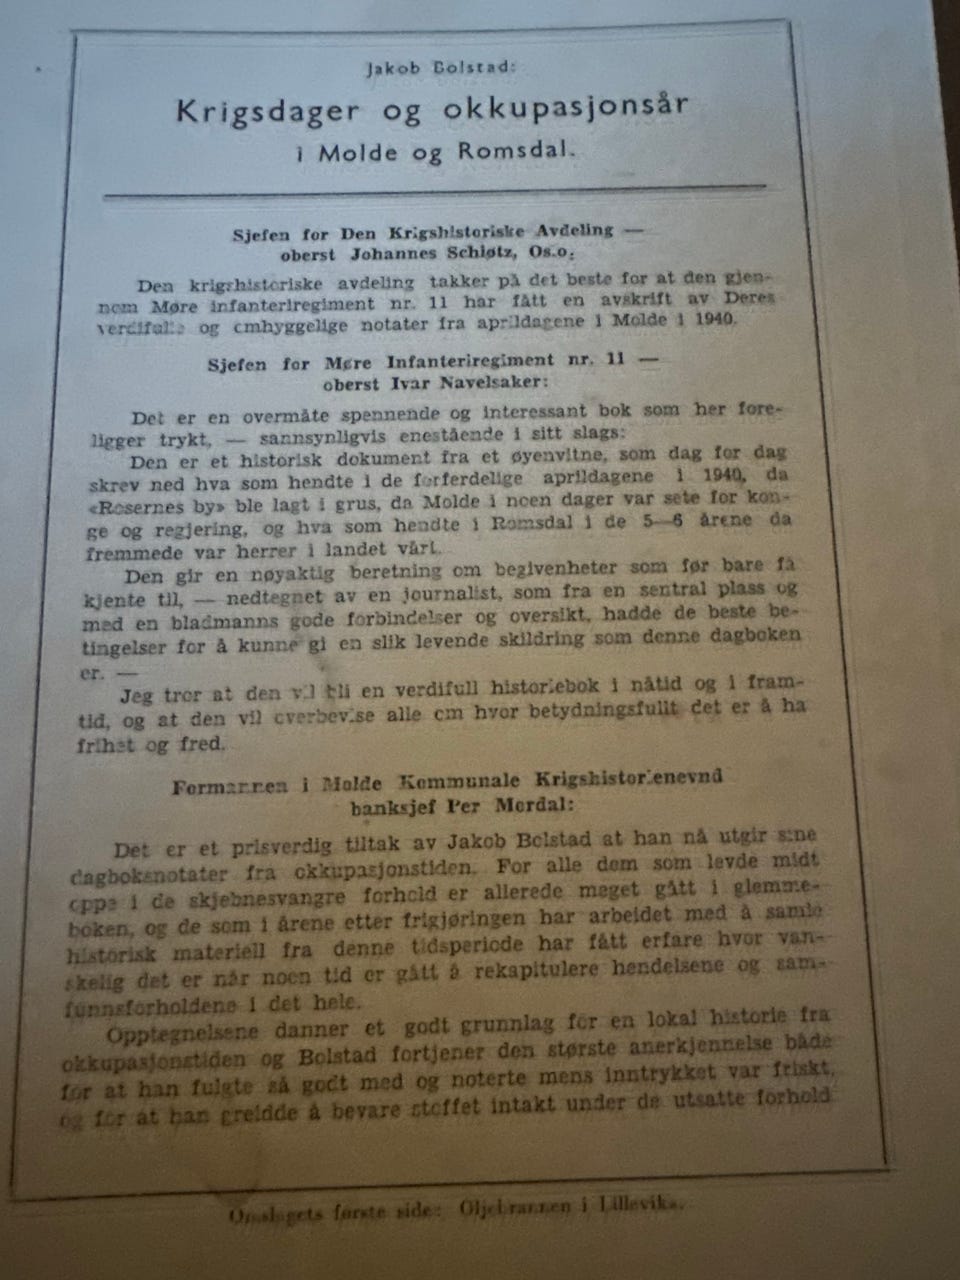 Jakob Bolstad:
Krigsdager og okkupasjonsår
i Molde og Romsdal.
Sjefen for Den Krigshistoriske Avdeling —
oberst Johannes Schiøtz, Os.o.
Den krigshistoriske avdeling takker på det beste for at den gjen-
nom Møre infanteriregiment nr. 11 har fått en avskrift av Deres
verdifulle og omhyggelige notater fra aprildagene i Molde i 1940.
Sjefen for Møre Infanteriregiment nr. 11 —
oberst Ivar Navelsaker:
Det er en overmåte spennende og interessant bok som her fore-
ligger trykt, — sannsynligvis enestående i sitt slags:
Den er et historisk dokument fra et øyenvitne, som dag for dag
skrev ned hva som hendte i de forferdelige aprildagene i 1940, da
«Rosernes by» ble lagt i grus, da Molde i noen dager var sete for kon-
ge og regjering, og hva som hendte i Romsdal i de 5—6 årene da
fremmede var herrer i landet vårt.
Den gir en nøyaktig beretning om begivenheter som før bare få
kjente til, — nedtegnet av en journalist, som fra en sentral plass og
med en bladmanns gode forbindelser og oversikt, hadde de beste be-
tingelser for å kunne gi en slik levende skildring som denne dagboken
er. —
Jeg tror at den vil bli en verdifull historiebok i nåtid og i fram-
tid, og at den vil overbevise alle om hvor betydningsfullt det er å ha
frihet og fred.
Formannen i Molde Kommunale Krigshistorienevnd
banksjef Per Mordal:
Det er et prisverdig tiltak av Jakob Bolstad at han nå utgir sine
dagboksnotater fra okkupasjonstiden. For alle dem som levde midt
oppe i de skjebnesvangre forhold er allerede meget gått i glemme-
boken, og de som i årene etter frigjøringen har arbeidet med å samle
historisk materiell fra denne tidsperiode har fått erfare hvor van-
skelig det er når noen tid er gått å rekapitulere hendelsene og sam-
funnsforholdene i det hele.
Opptegnelsene danner et godt grunnlag for en lokal historie fra
okkupasjonstiden og Bolstad fortjener den største anerkjennelse både
for at han fulgte så godt med og noterte mens inntrykket var friskt,
og for at han greidde å bevare stoffet intakt under de utsatte forhold
Omslagets første side: Oljebrannen i Lillevika.